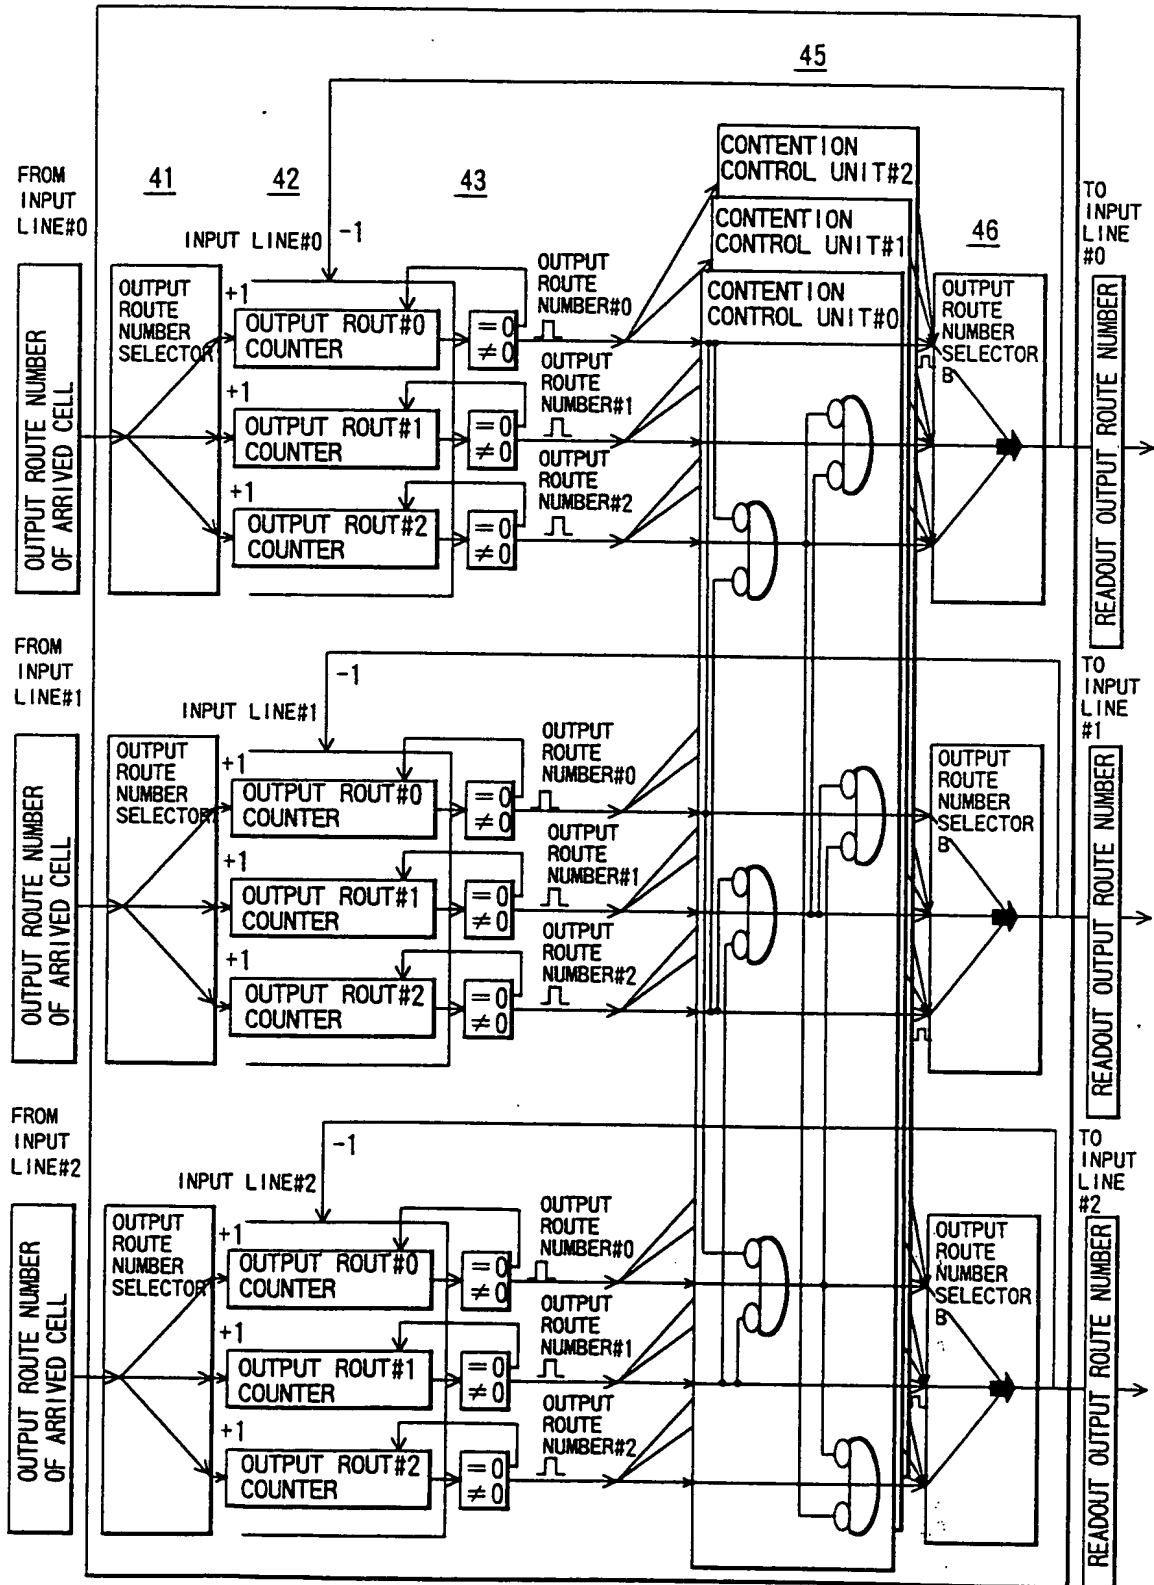 45
FROM
INPUT
LINE#0
41
42
43
46
CONTENTION
CONTROL UNIT#2
CONTENTION
CONTROL UNIT#1
CONTENTION
CONTROL UNIT#0
TO
INPUT
LINE
#0
INPUT LINE#0
-1
OUTPUT ROUTE NUMBER
OF ARRIVED CELL
OUTPUT
ROUTE
NUMBER
SELECTOR
+1
OUTPUT ROUT#0
COUNTER
=0
≠0
OUTPUT
ROUTE
NUMBER#0
+1
OUTPUT ROUT#1
COUNTER
=0
≠0
OUTPUT
ROUTE
NUMBER#1
+1
OUTPUT ROUT#2
COUNTER
=0
≠0
OUTPUT
ROUTE
NUMBER#2
OUTPUT
ROUTE
NUMBER
SELECTOR
B
READOUT OUTPUT ROUTE NUMBER
FROM
INPUT
LINE#1
TO
INPUT
LINE
#1
INPUT LINE#1
-1
OUTPUT ROUTE NUMBER
OF ARRIVED CELL
OUTPUT
ROUTE
NUMBER
SELECTOR
+1
OUTPUT ROUT#0
COUNTER
=0
≠0
OUTPUT
ROUTE
NUMBER#0
+1
OUTPUT ROUT#1
COUNTER
=0
≠0
OUTPUT
ROUTE
NUMBER#1
+1
OUTPUT ROUT#2
COUNTER
=0
≠0
OUTPUT
ROUTE
NUMBER#2
OUTPUT
ROUTE
NUMBER
SELECTOR
B
READOUT OUTPUT ROUTE NUMBER
FROM
INPUT
LINE#2
TO
INPUT
LINE
#2
INPUT LINE#2
-1
OUTPUT ROUTE NUMBER
OF ARRIVED CELL
OUTPUT
ROUTE
NUMBER
SELECTOR
+1
OUTPUT ROUT#0
COUNTER
=0
≠0
OUTPUT
ROUTE
NUMBER#0
+1
OUTPUT ROUT#1
COUNTER
=0
≠0
OUTPUT
ROUTE
NUMBER#1
+1
OUTPUT ROUT#2
COUNTER
=0
≠0
OUTPUT
ROUTE
NUMBER#2
OUTPUT
ROUTE
NUMBER
SELECTOR
B
READOUT OUTPUT ROUTE NUMBER